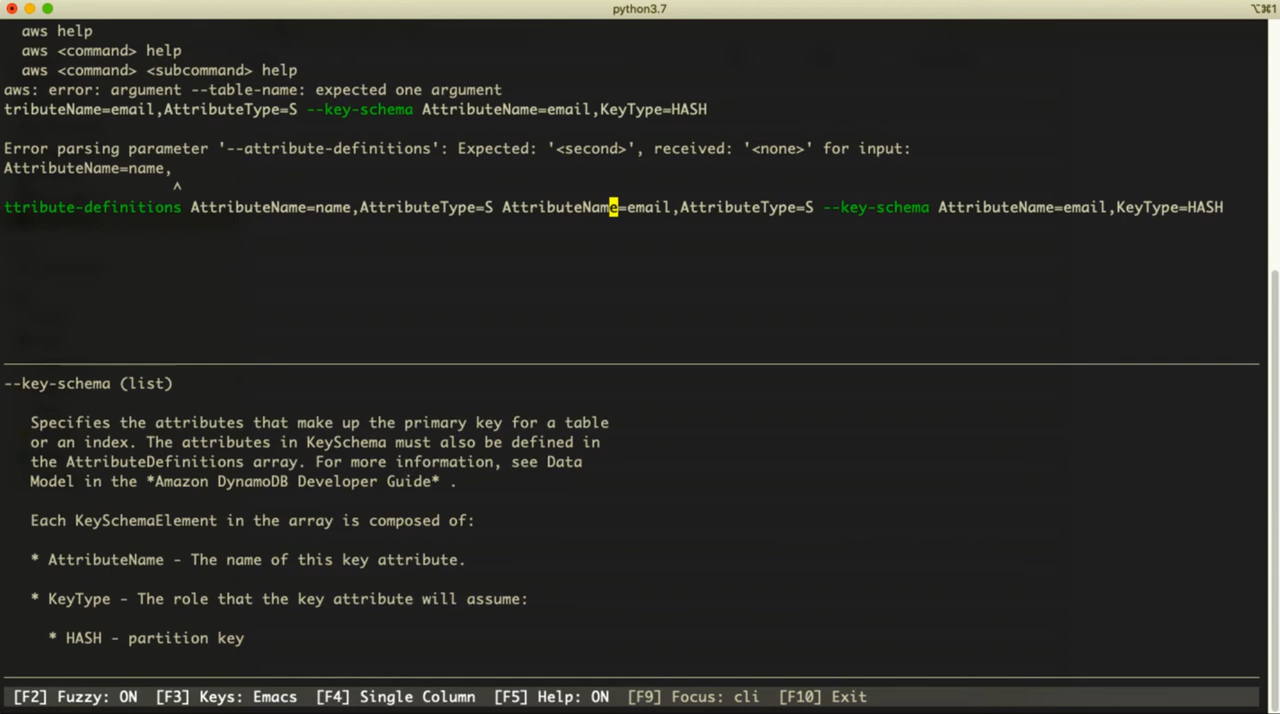 python3.7
⌥⌘1
aws help
aws <command> help
aws <command> <subcommand> help
aws: error: argument --table-name: expected one argument
tributeName=email,AttributeType=S --key-schema AttributeName=email,KeyType=HASH
Error parsing parameter '--attribute-definitions': Expected: '<second>', received: '<none>' for input:
AttributeName=name,
^
ttribute-definitions AttributeName=name,AttributeType=S AttributeName=email,AttributeType=S --key-schema AttributeName=email,KeyType=HASH
--key-schema (list)
Specifies the attributes that make up the primary key for a table
or an index. The attributes in KeySchema must also be defined in
the AttributeDefinitions array. For more information, see Data
Model in the *Amazon DynamoDB Developer Guide* .
Each KeySchemaElement in the array is composed of:
* AttributeName - The name of this key attribute.
* KeyType - The role that the key attribute will assume:
* HASH - partition key
[F2] Fuzzy: ON [F3] Keys: Emacs [F4] Single Column [F5] Help: ON [F9] Focus: cli [F10] Exit